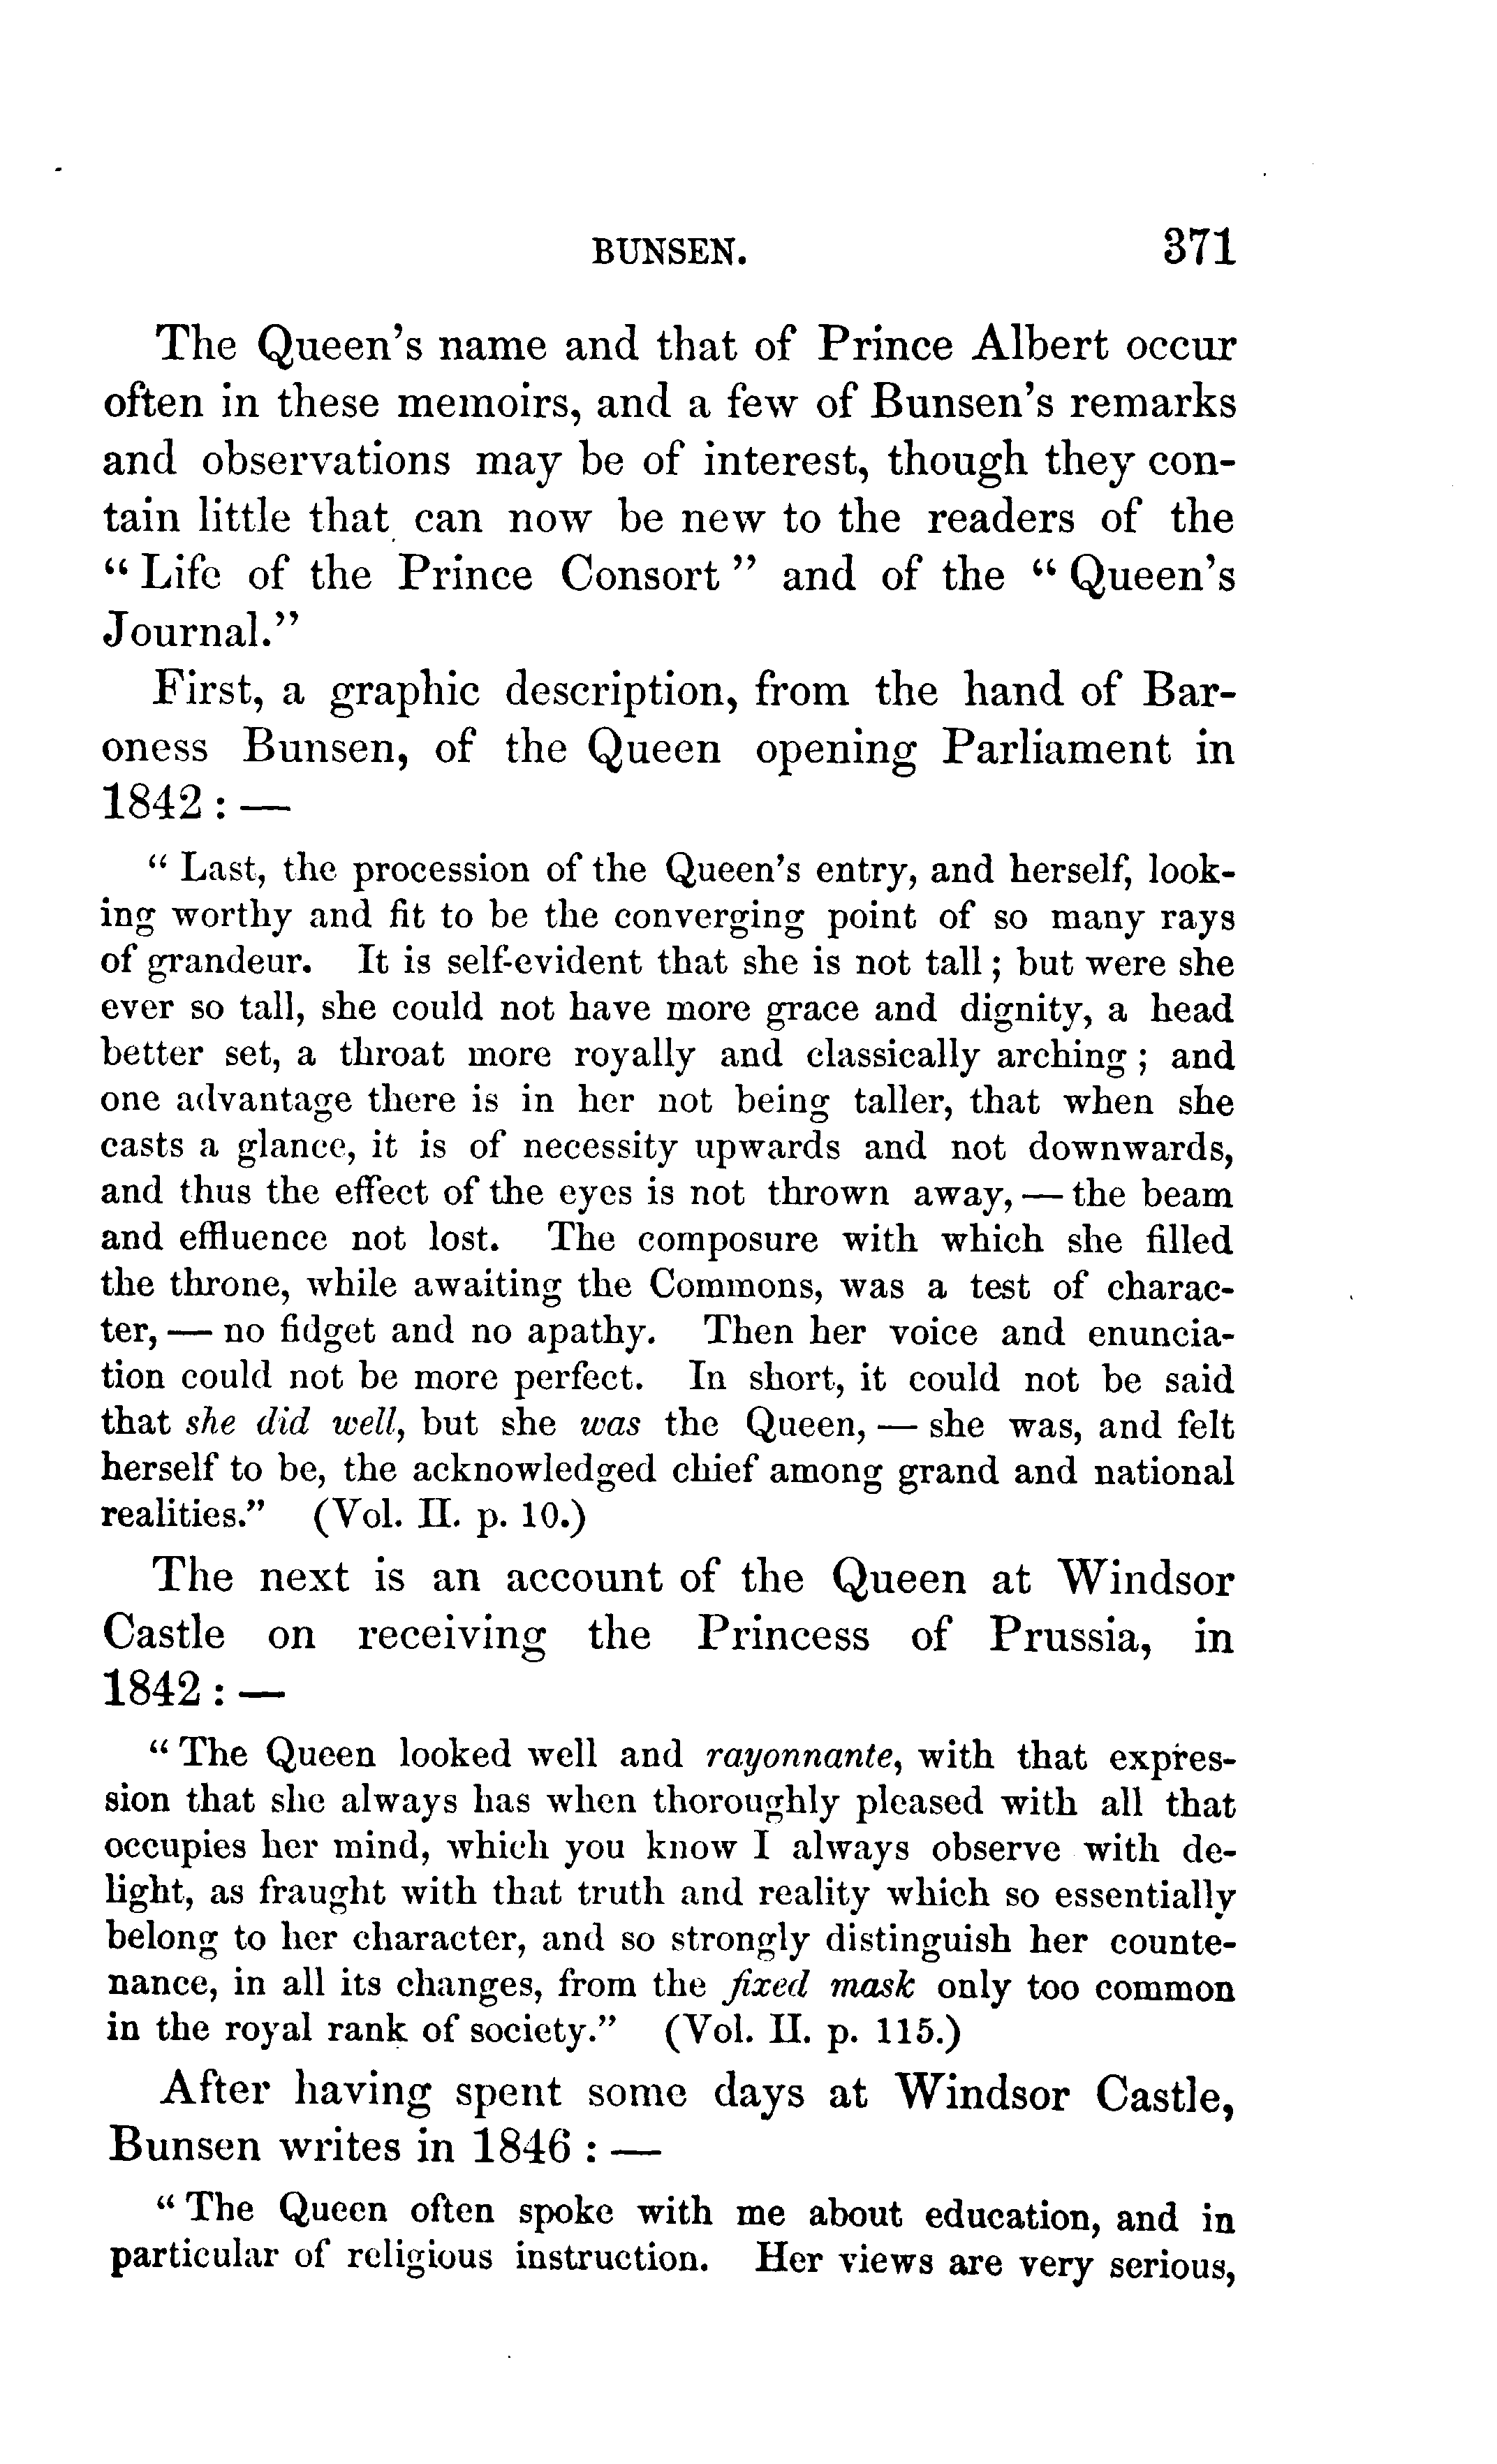 BUNSEN. 371
The Queen's name and that of Prince Albert occur
often in these memoirs, and a few of Bunsen's remarks
and observations may be of interest, though they con-
tain little that can now be new to the readers of the
“Life of the Prince Consort” and of the “Queen's
Journal.”
First, a graphic description, from the hand of Bar-
oness Bunsen, of the Queen opening Parliament in
1842: —
“Last, the procession of the Queen's entry, and herself, look-
ing worthy and fit to be the converging point of so many rays
of grandeur. It is self-evident that she is not tall; but were she
ever so tall, she could not have more grace and dignity, a head
better set, a throat more royally and classically arching; and
one advantage there is in her not being taller, that when she
casts a glance, it is of necessity upwards and not downwards,
and thus the effect of the eyes is not thrown away, — the beam
and effluence not lost. The composure with which she filled
the throne, while awaiting the Commons, was a test of charac-
ter, — no fidget and no apathy. Then her voice and enuncia-
tion could not be more perfect. In short, it could not be said
that she did well, but she was the Queen, — she was, and felt
herself to be, the acknowledged chief among grand and national
realities.” (Vol. II. p. 10.)
The next is an account of the Queen at Windsor
Castle on receiving the Princess of Prussia, in
1842: —
“The Queen looked well and rayonnante, with that expres-
sion that she always has when thoroughly pleased with all that
occupies her mind, which you know I always observe with de-
light, as fraught with that truth and reality which so essentially
belong to her character, and so strongly distinguish her counte-
nance, in all its changes, from the fixed mask only too common
in the royal rank of society.” (Vol. II. p. 115.)
After having spent some days at Windsor Castle,
Bunsen writes in 1846: —
“The Queen often spoke with me about education, and in
particular of religious instruction. Her views are very serious,